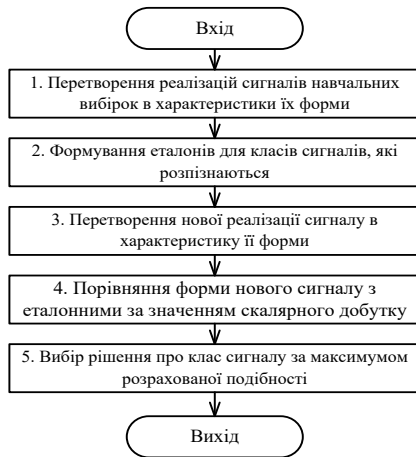 Вхід
1. Перетворення реалізацій сигналів навчальних
вибірок в характеристики їх форми
2. Формування еталонів для класів сигналів, які
розпізнаються
3. Перетворення нової реалізації сигналу в
характеристику її форми
4. Порівняння форми нового сигналу з
еталонними за значенням скалярного добутку
5. Вибір рішення про клас сигналу за максимумом
розрахованої подібності
Вихід